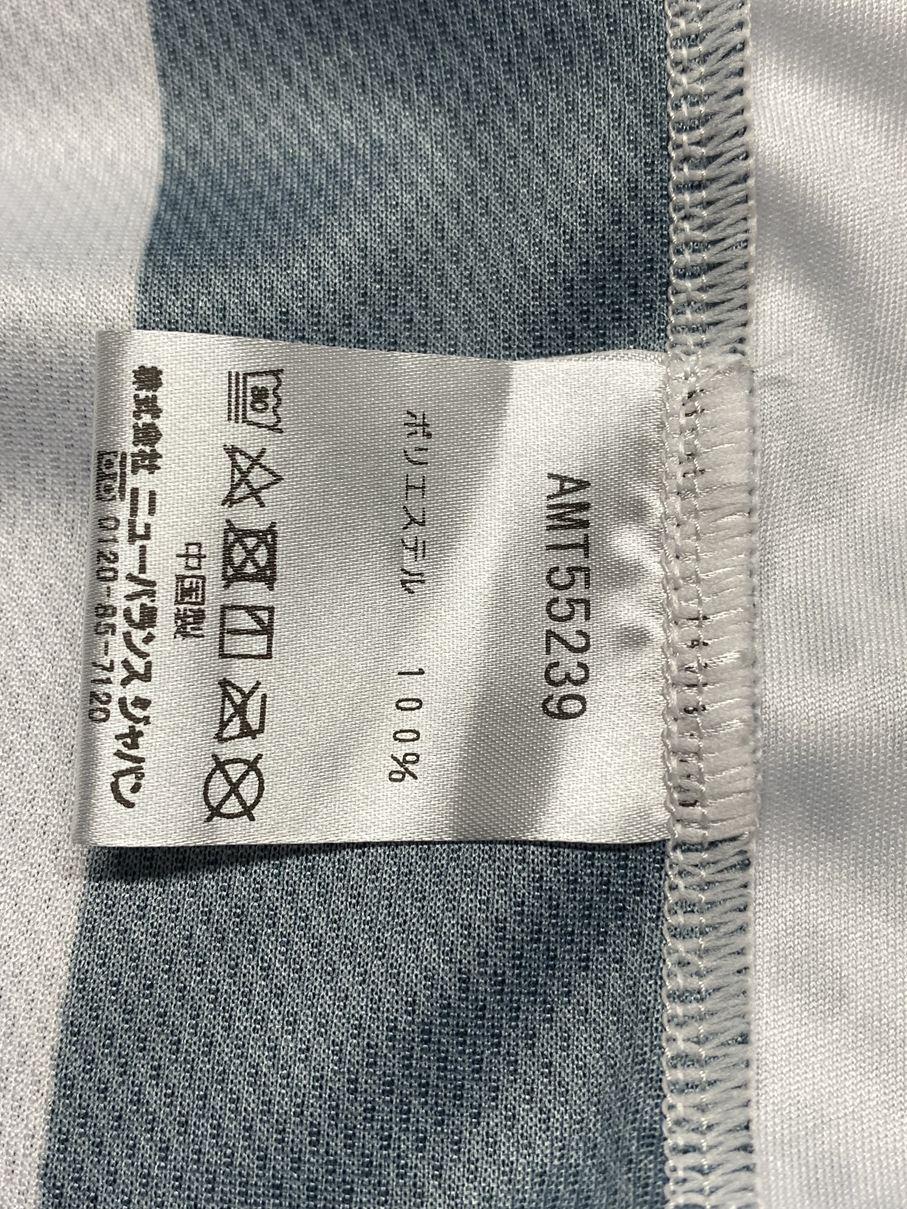 AMT55239
ポリエステル 100%
30
中国製
株式会社 ニューバランス ジャパン
0120-85-7120